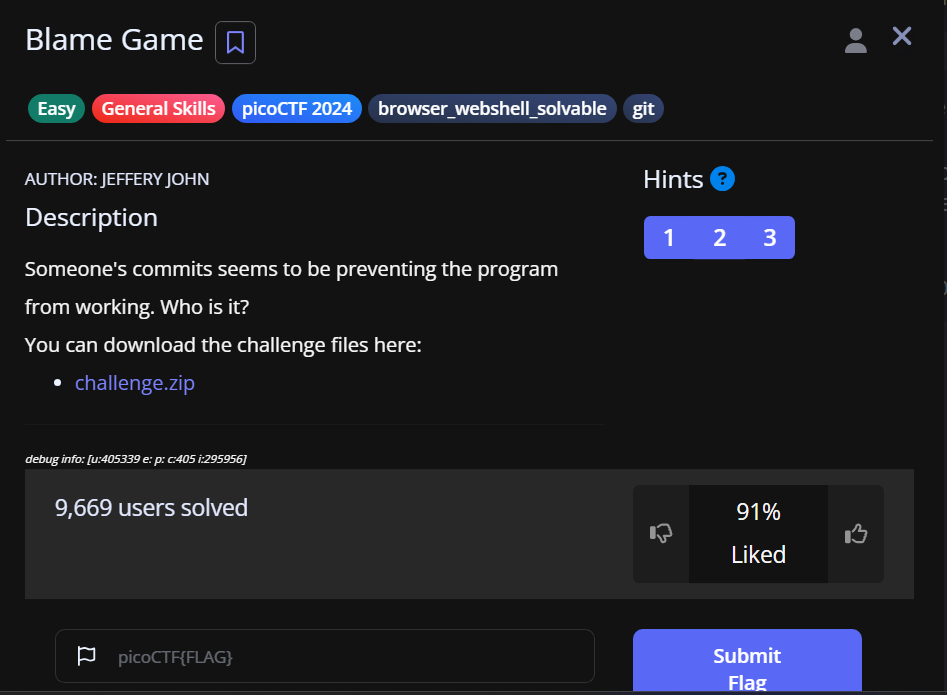 Blame Game
Easy General Skills picoCTF 2024 browser_webshell_solvable git
AUTHOR: JEFFERY JOHN
Hints ?
Description
1 2 3
Someone's commits seems to be preventing the program
from working. Who is it?
You can download the challenge files here:
challenge.zip
debug info: [u:405339 e: p: c:405 i:295956]
9,669 users solved
91%
Liked
picoCTF{FLAG}
Submit
Flag